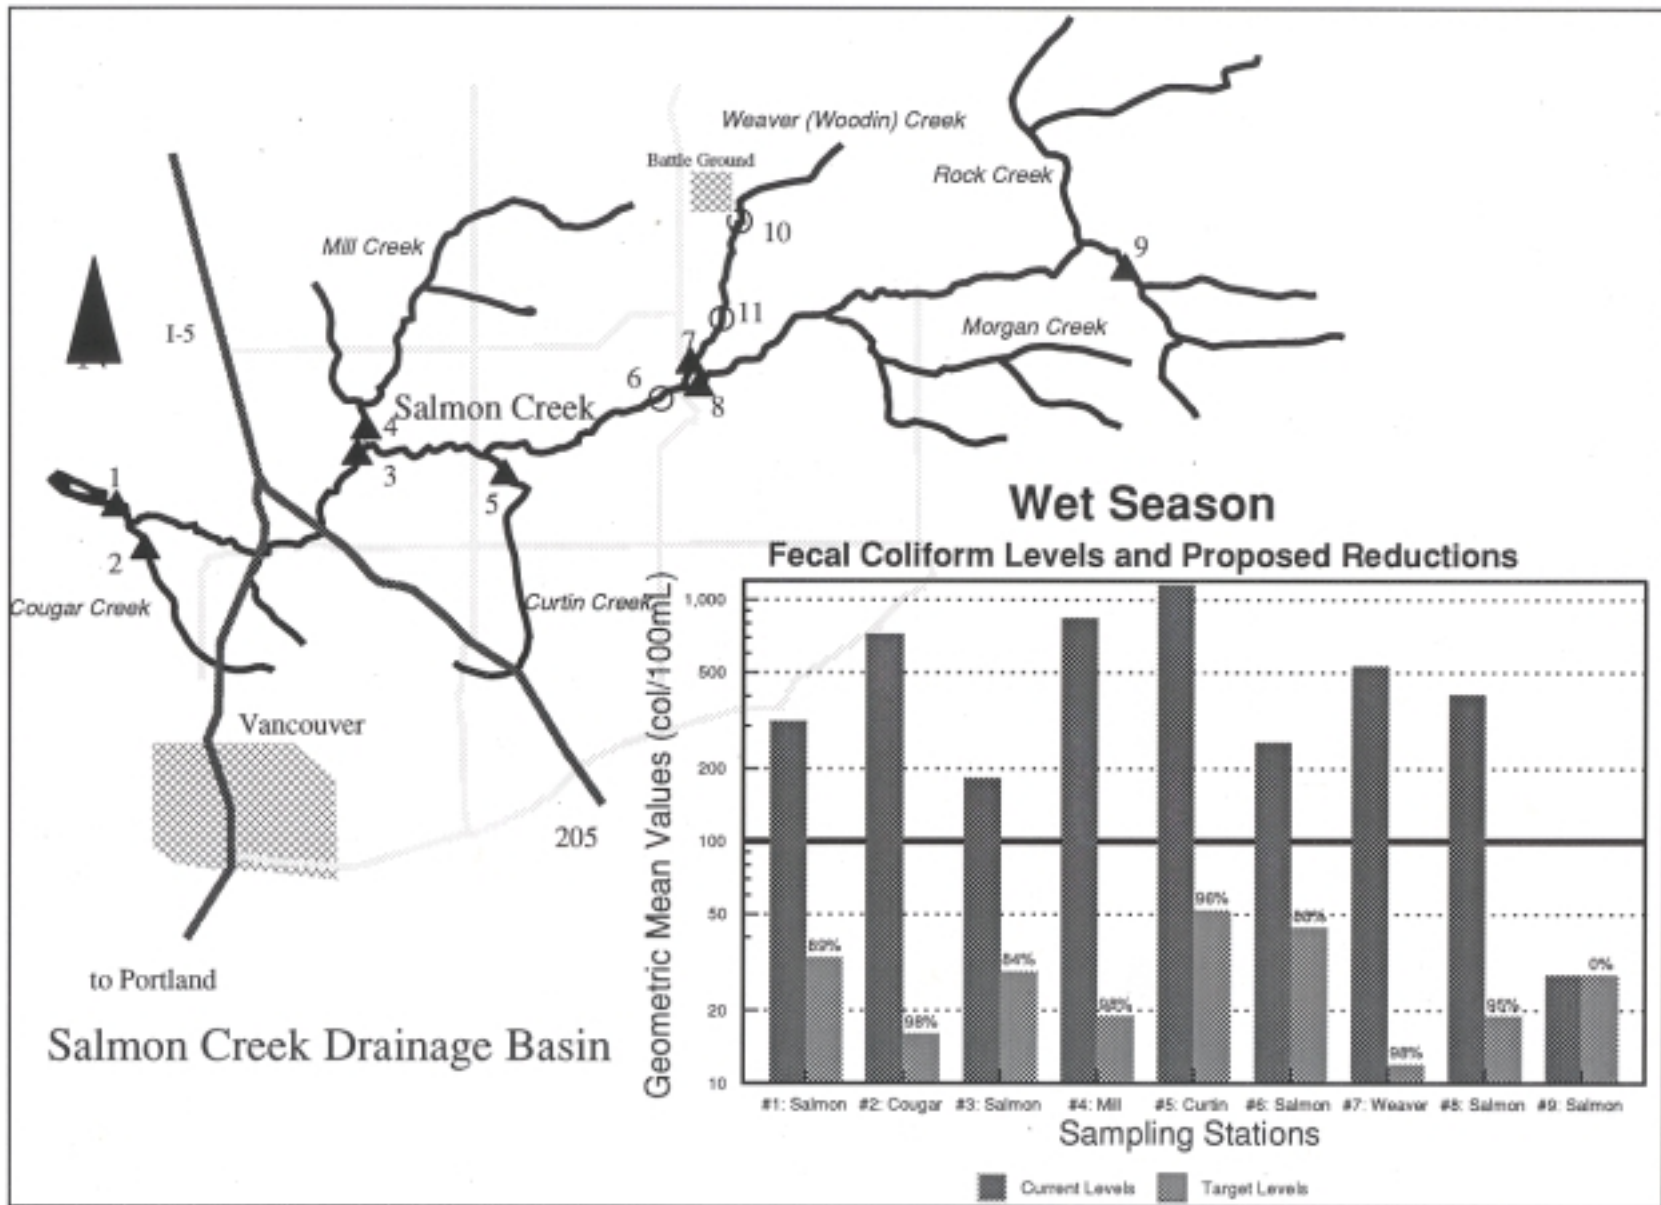 Weaver (Woodin) Creek
Battle Ground
Rock Creek
10
9
Mill Creek
I-5
11
Morgan Creek
7
6
8
Salmon Creek
4
3
1
5
2
Cougar Creek
Curtin Creek
Vancouver
205
to Portland
Salmon Creek Drainage Basin
Wet Season
Fecal Coliform Levels and Proposed Reductions
Geometric Mean Values (col/100mL)
1,000
500
200
100
50
20
10
89%
98%
84%
98%
96%
98%
95%
0%
#1: Salmon
#2: Cougar
#3: Salmon
#4: Mill
#5: Curtin
#6: Salmon
#7: Weaver
#8: Salmon
#9: Salmon
Sampling Stations
Current Levels
Target Levels